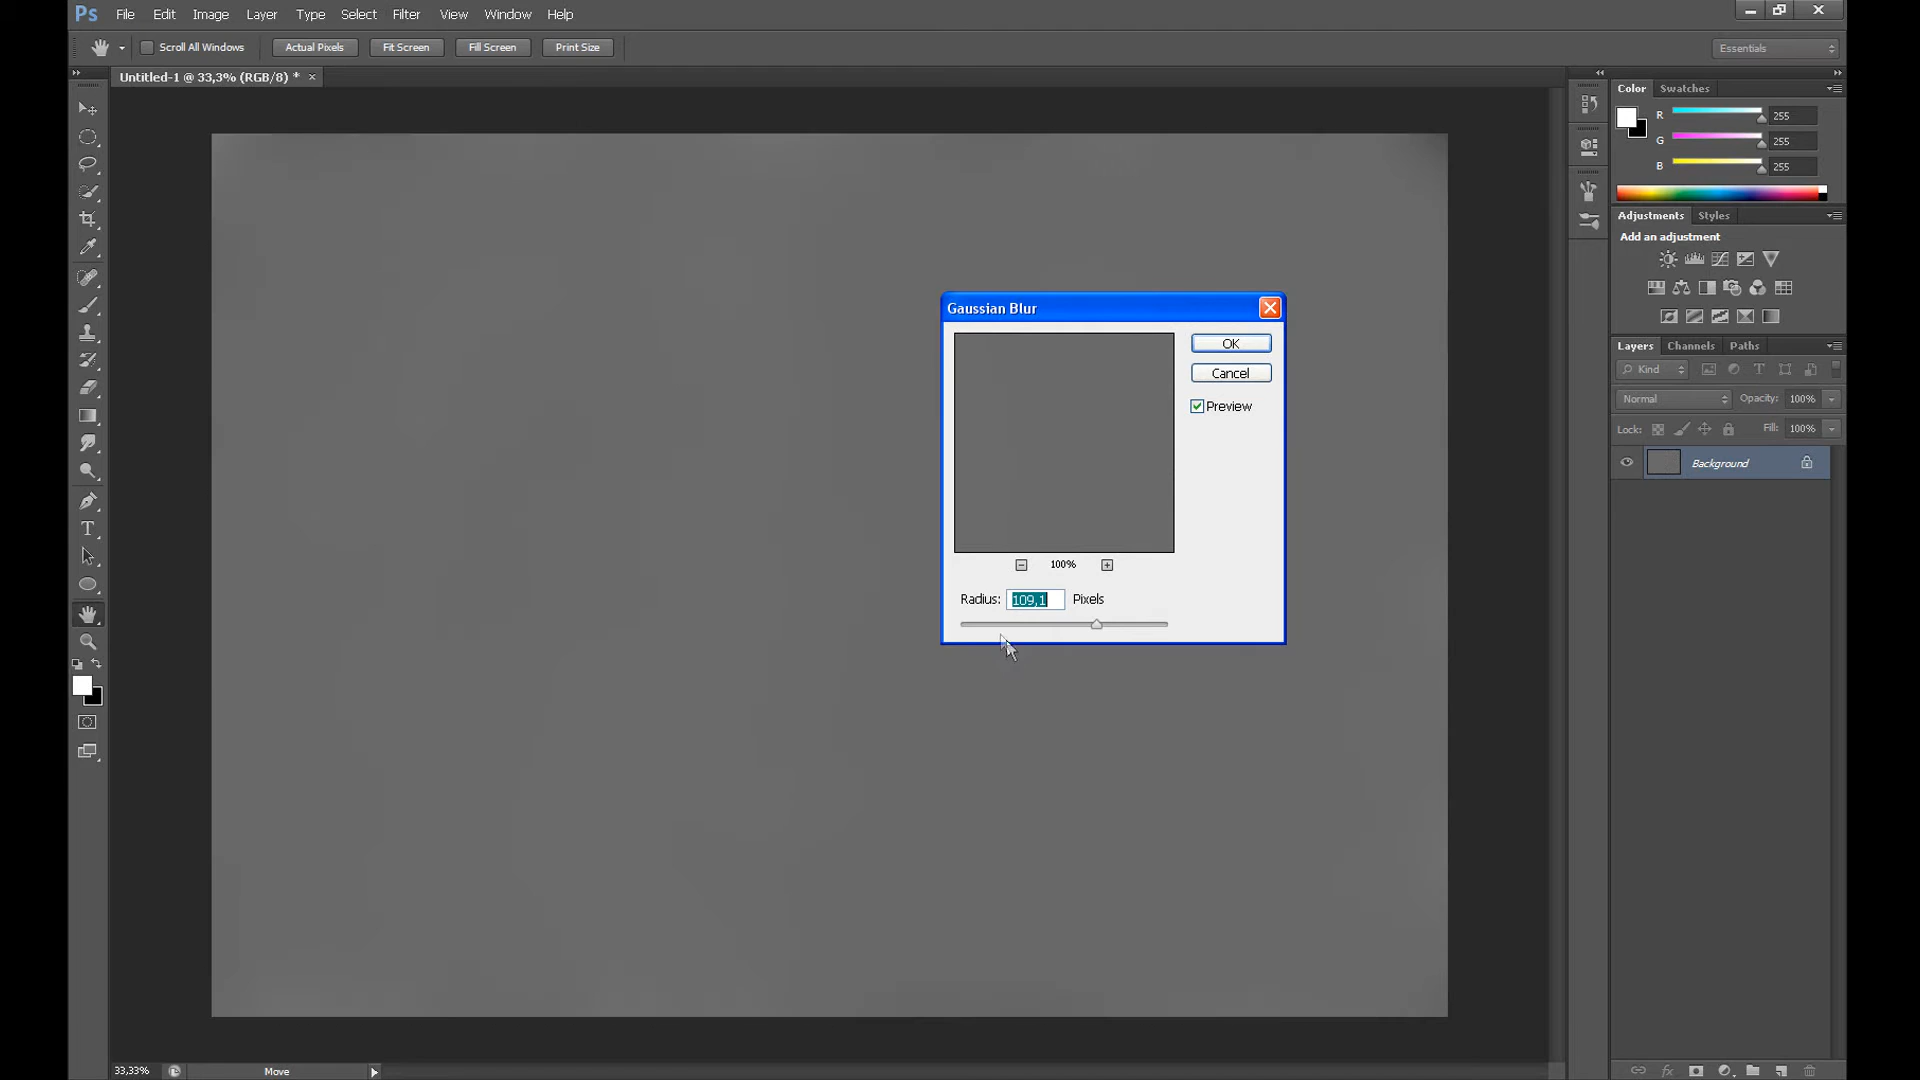 Ps File Edit Image Layer Type Select Filter View Window Help
Scroll All Windows Actual Pixels Fit Screen Fill Screen Print Size Essentials
Untitled-1 @ 33,3% (RGB/8) * ×
Color Swatches
R 255
G 255
B 255
Adjustments Styles
Add an adjustment
Layers Channels Paths
Kind
Normal Opacity: 100%
Lock: Fill: 100%
Background
Gaussian Blur
OK
Cancel
Preview
100%
Radius: 109,1 Pixels
T
33,33% Move
fx